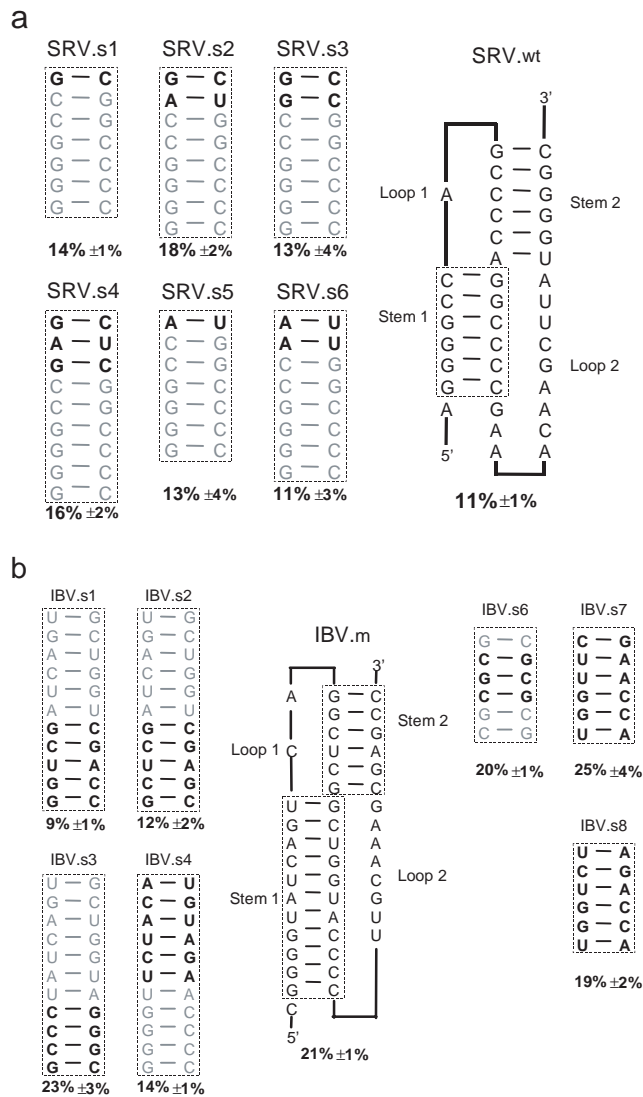 a
SRV.s1
G C
C G
C G
G C
G C
G C
G C
14% ±1%
SRV.s2
G C
A U
C G
C G
G C
G C
G C
G C
18% ±2%
SRV.s3
G C
G C
C G
C G
G C
G C
G C
G C
13% ±4%
SRV.s4
G C
A U
G C
C G
C G
G C
G C
G C
G C
16% ±2%
SRV.s5
A U
C G
C G
G C
G C
G C
G C
13% ±4%
SRV.s6
A U
A U
C G
C G
G C
G C
G C
G C
11% ±3%
SRV.wt
3'
G C
C G
Loop 1 A C G Stem 2
C G
C G
A U
C G A
C G U
Stem 1 G C U
G C C
G C G Loop 2
G C A
A G A
A C
5' A A
11% ±1%
b
IBV.s1
U G
G C
A U
C G
U G
A U
G C
C G
U A
G C
G C
9% ±1%
IBV.s2
U G
G C
A U
C G
U G
A U
G C
C G
U A
C G
G C
12% ±2%
IBV.s3
U G
G C
A U
C G
U G
A U
U A
C G
C G
C G
G C
23% ±3%
IBV.s4
A U
C G
A U
U A
C G
U A
U A
G C
G C
G C
G C
14% ±1%
IBV.m
3'
A G C
G C
C G
Loop 1 C U A Stem 2
C G
G C
U G G
G C A
A U A
C G A
U G C
Stem 1 A U G Loop 2
U A U
G C U
G C
G C
G C
C
5'
21% ±1%
IBV.s6
G C
C G
G C
C G
G C
C G
20% ±1%
IBV.s7
C G
U A
U A
G C
G C
U A
25% ±4%
IBV.s8
U A
C G
U A
G C
G C
U A
19% ±2%